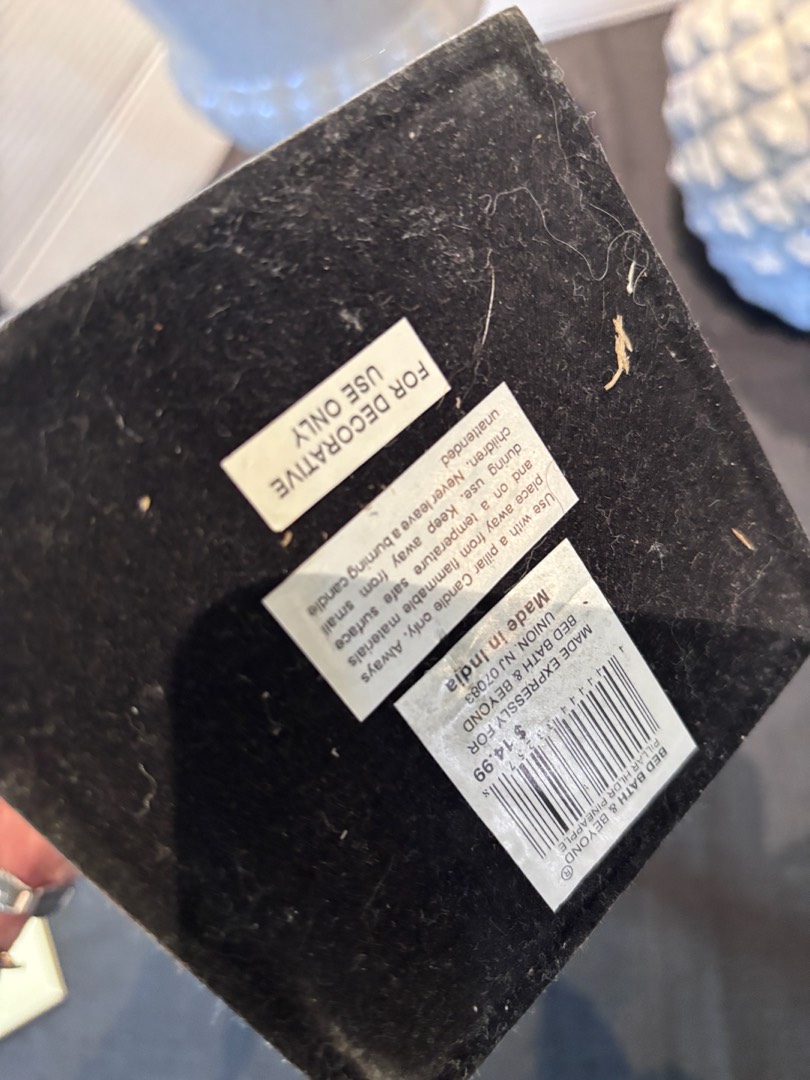 FOR DECORATIVE
USE ONLY
Use with a pillar Candle only. Always
place away from flammable materials
and on a temperature safe surface
during use. Keep away from small
children. Never leave a burning candle
unattended
BED BATH & BEYOND ®
PILLAR HLDR PINEAPPLE
$ 14.99
MADE EXPRESSLY FOR
BED BATH & BEYOND
UNION, NJ 07083
Made in India